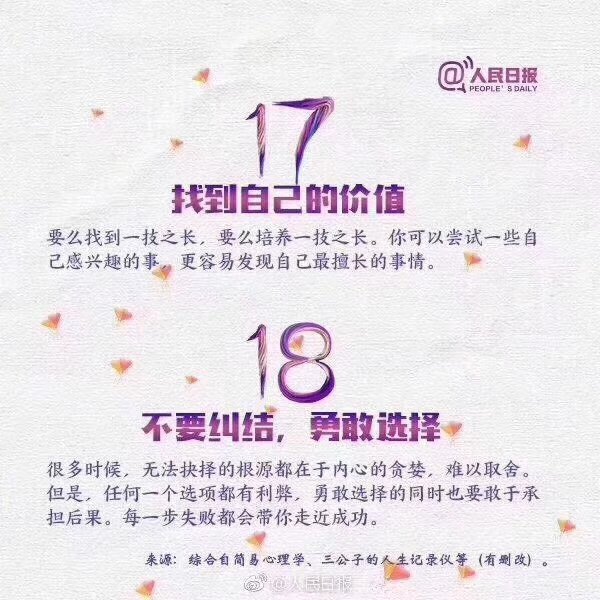 @人民日报
PEOPLE'S DAILY
17
找到自己的价值
要么找到一技之长，要么培养一技之长。你可以尝试一些自
己感兴趣的事，更容易发现自己最擅长的事情。
18
不要纠结，勇敢选择
很多时候，无法抉择的根源都在于内心的贪婪，难以取舍。
但是，任何一个选项都有利弊，勇敢选择的同时也要敢于承
担后果。每一步失败都会带你走近成功。
来源：综合自简易心理学、三公子的人生记录仪等（有删改）。
@人民日报